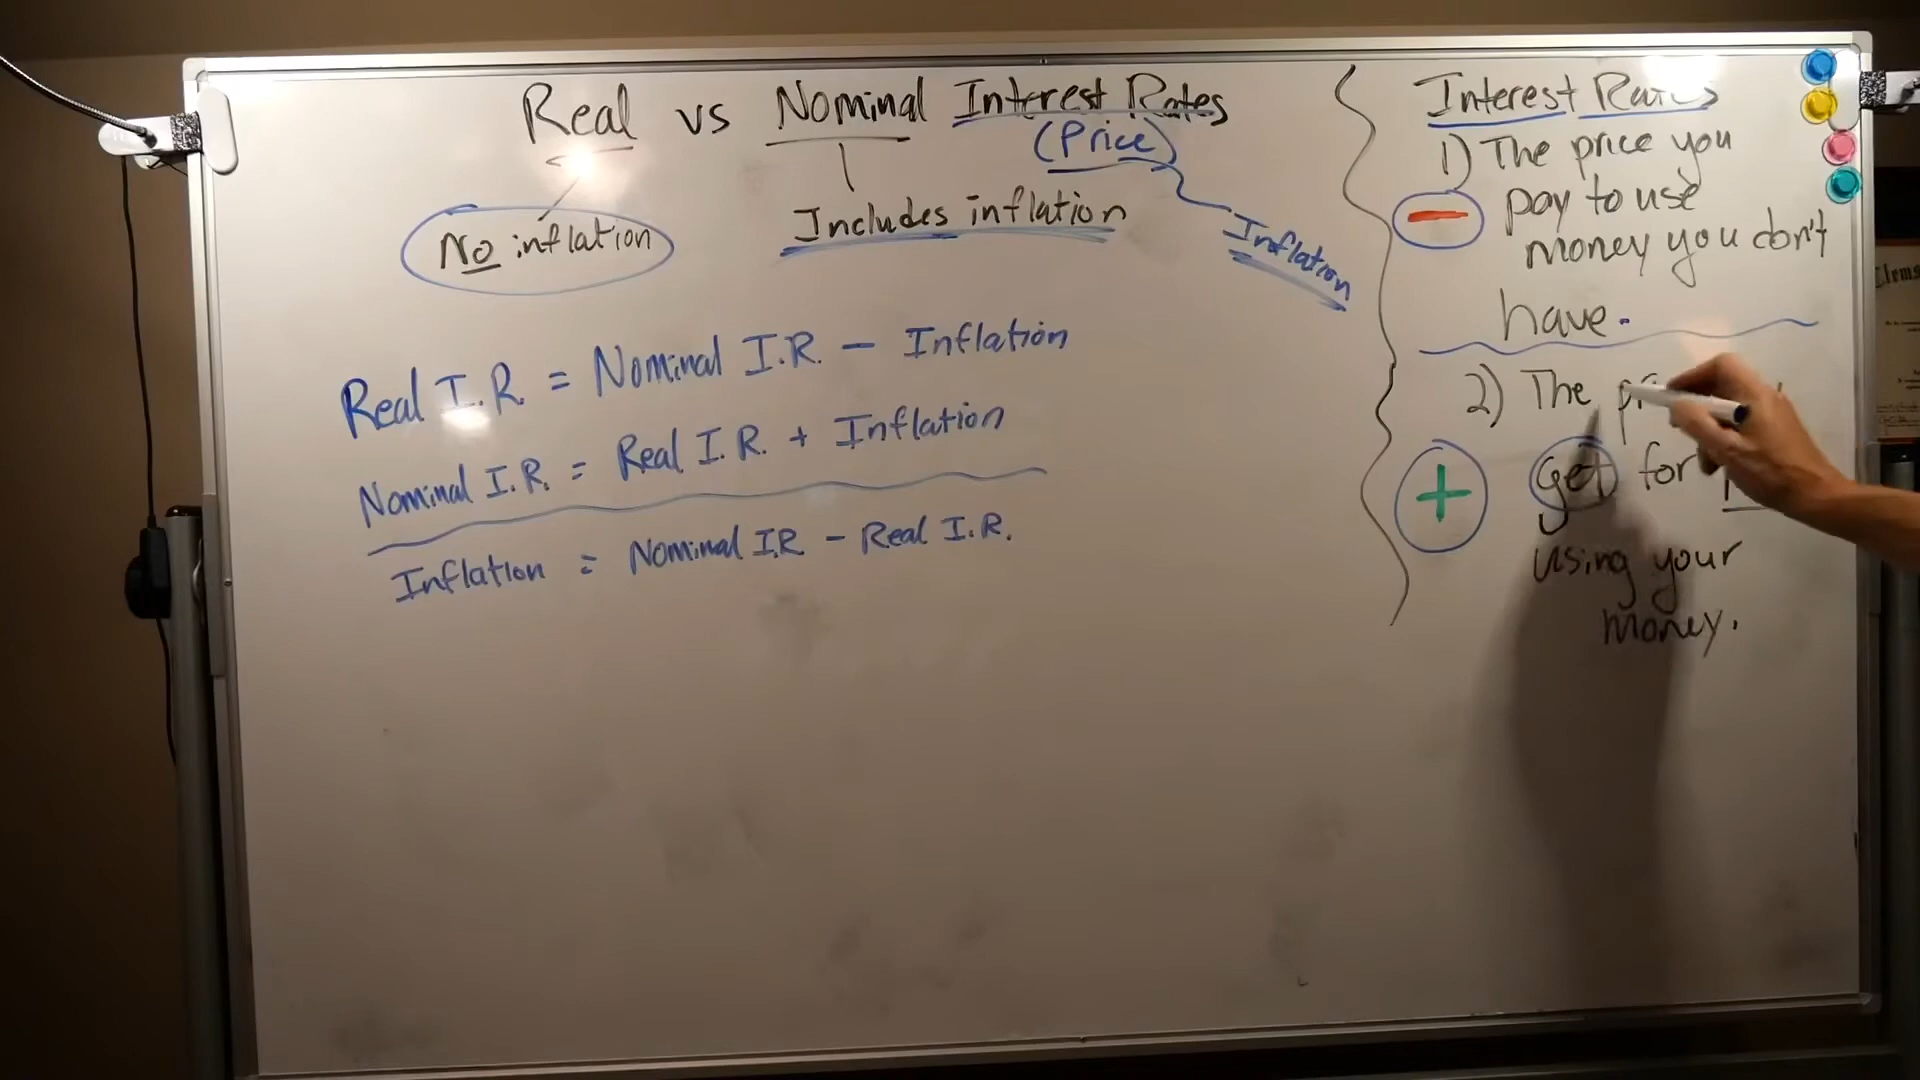 Real vs Nominal Interest Rates
(Price)
No inflation
Includes inflation
Inflation
Real I.R. = Nominal I.R. − Inflation
Nominal I.R. = Real I.R. + Inflation
Inflation = Nominal I.R − Real I.R.
Interest Rates
1) The price you
− pay to use
money you don't
have.
2) The
+ get for
using your
money.